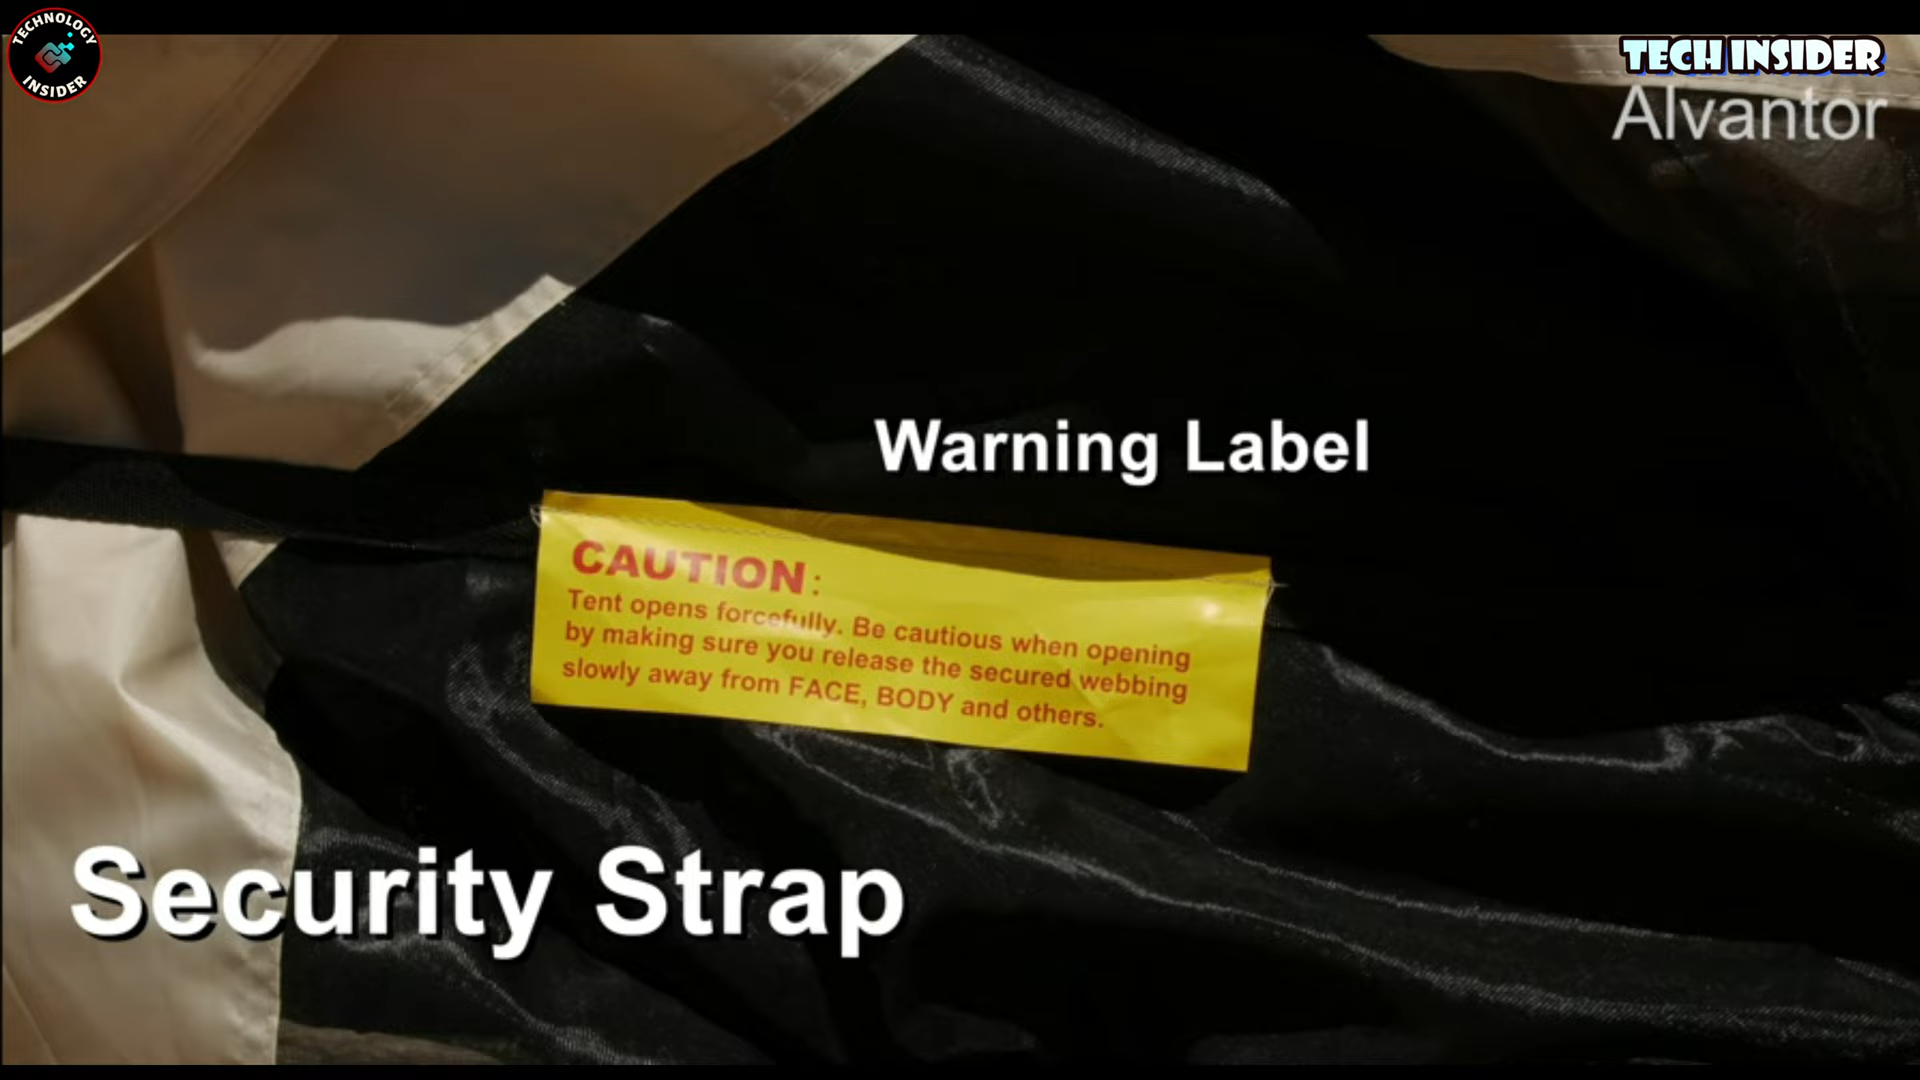 TECHNOLOGY
INSIDER
TECH INSIDER
Alvantor
Warning Label
CAUTION:
Tent opens forcefully. Be cautious when opening
by making sure you release the secured webbing
slowly away from FACE, BODY and others.
Security Strap